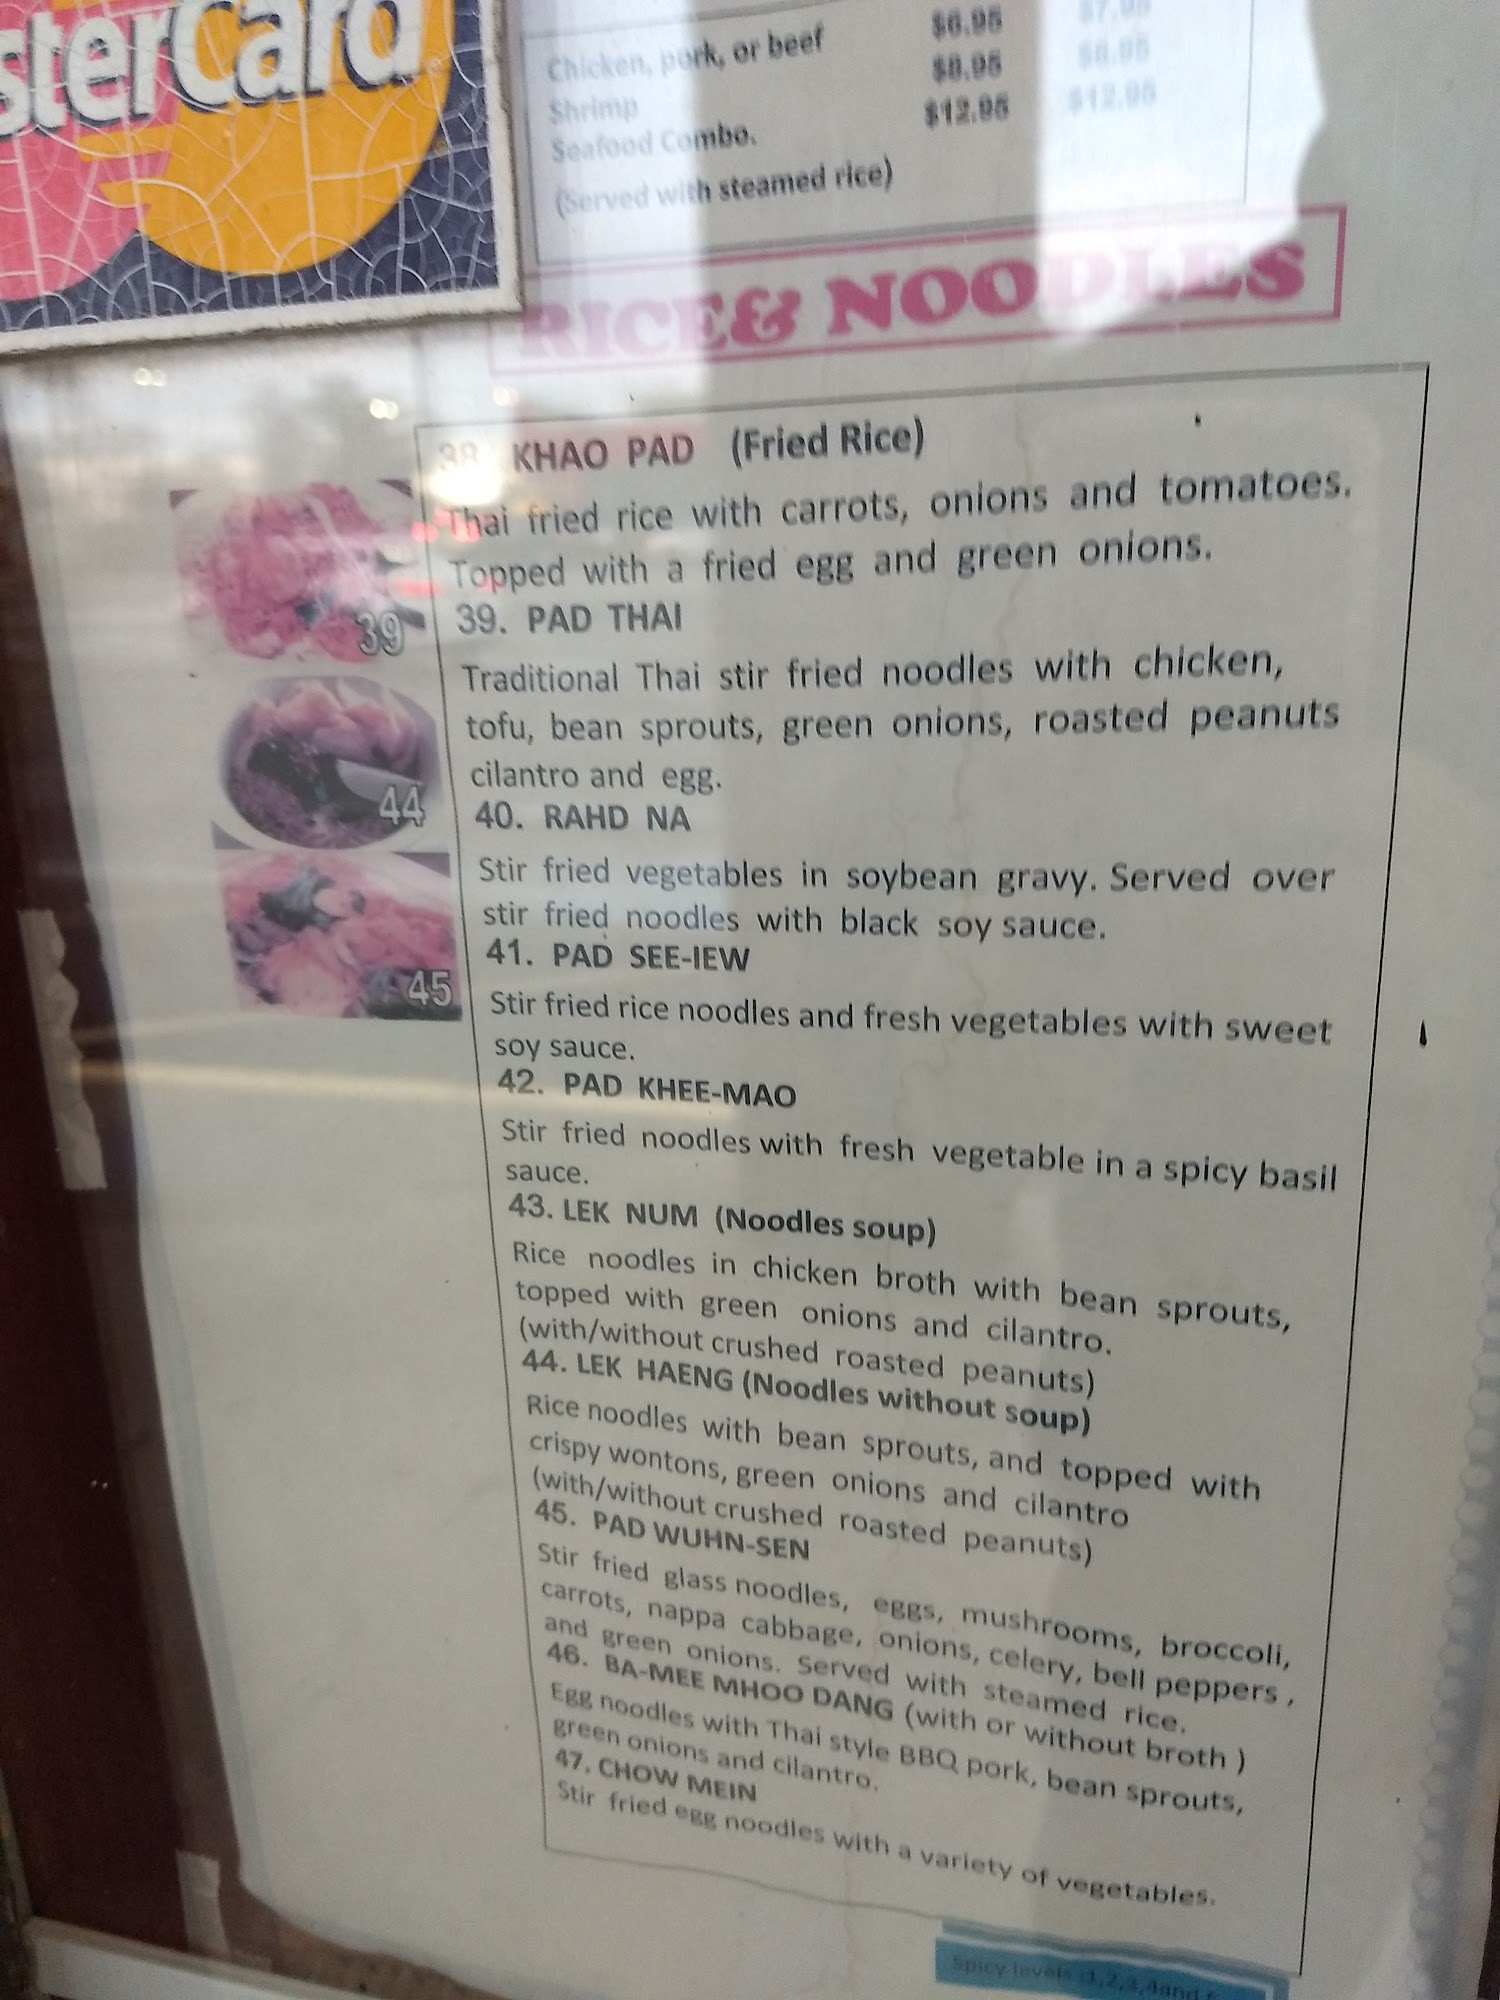 sterCard
$6.95 $7.95
Chicken, pork, or beef $8.95 $8.95
Shrimp $12.95 $12.95
Seafood Combo.
(Served with steamed rice)
RICE& NOODLES
38 KHAO PAD (Fried Rice)
Thai fried rice with carrots, onions and tomatoes.
Topped with a fried egg and green onions.
39
39. PAD THAI
Traditional Thai stir fried noodles with chicken,
tofu, bean sprouts, green onions, roasted peanuts
cilantro and egg.
44
40. RAHD NA
Stir fried vegetables in soybean gravy. Served over
stir fried noodles with black soy sauce.
45
41. PAD SEE-IEW
Stir fried rice noodles and fresh vegetables with sweet
soy sauce.
42. PAD KHEE-MAO
Stir fried noodles with fresh vegetable in a spicy basil
sauce.
43. LEK NUM (Noodles soup)
Rice noodles in chicken broth with bean sprouts,
topped with green onions and cilantro.
(with/without crushed roasted peanuts)
44. LEK HAENG (Noodles without soup)
Rice noodles with bean sprouts, and topped with
crispy wontons, green onions and cilantro
(with/without crushed roasted peanuts)
45. PAD WUHN-SEN
Stir fried glass noodles, eggs, mushrooms, broccoli,
carrots, nappa cabbage, onions, celery, bell peppers ,
and green onions. Served with steamed rice.
46. BA-MEE MHOO DANG (with or without broth )
Egg noodles with Thai style BBQ pork, bean sprouts,
green onions and cilantro.
47. CHOW MEIN
Stir fried egg noodles with a variety of vegetables.
Spicy levels :1,2,3,4and